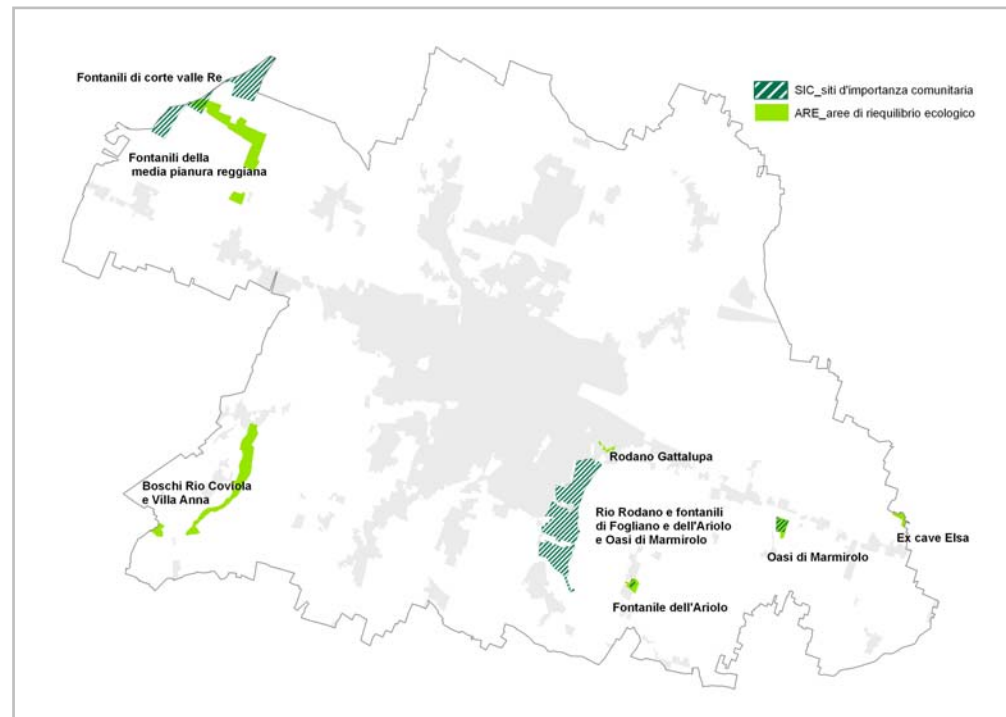 Fontanili di corte valle Re
SIC_siti d'importanza comunitaria
ARE_aree di riequilibrio ecologico
Fontanili della
media pianura reggiana
Rodano Gattalupa
Boschi Rio Coviola
e Villa Anna
Rio Rodano e fontanili
di Fogliano e dell'Ariolo
e Oasi di Marmirolo
Ex cave Elsa
Oasi di Marmirolo
Fontanile dell'Ariolo